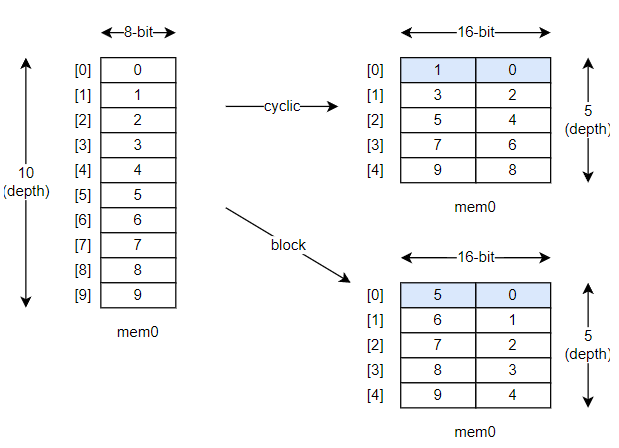 8-bit
[0] 0
[1] 1
[2] 2
[3] 3
[4] 4
[5] 5
[6] 6
[7] 7
[8] 8
[9] 9
10
(depth)
mem0
cyclic
block
16-bit
[0] 1 0
[1] 3 2
[2] 5 4
[3] 7 6
[4] 9 8
5
(depth)
mem0
16-bit
[0] 5 0
[1] 6 1
[2] 7 2
[3] 8 3
[4] 9 4
5
(depth)
mem0